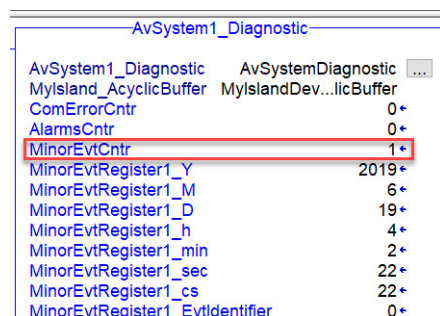 AvSystem1_Diagnostic
AvSystem1_Diagnostic AvSystemDiagnostic ...
MyIsland_AcyclicBuffer MyIslandDev...licBuffer
ComErrorCntr 0
AlarmsCntr 0
MinorEvtCntr 1
MinorEvtRegister1_Y 2019
MinorEvtRegister1_M 6
MinorEvtRegister1_D 19
MinorEvtRegister1_h 4
MinorEvtRegister1_min 2
MinorEvtRegister1_sec 22
MinorEvtRegister1_cs 22
MinorEvtRegister1_EvtIdentifier 0